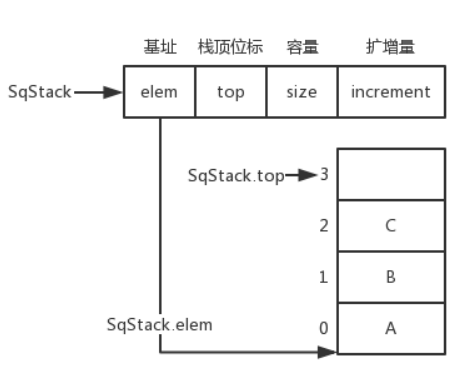 基址 栈顶位标 容量 扩增量
SqStack elem top size increment
SqStack.top 3
2 C
1 B
SqStack.elem 0 A